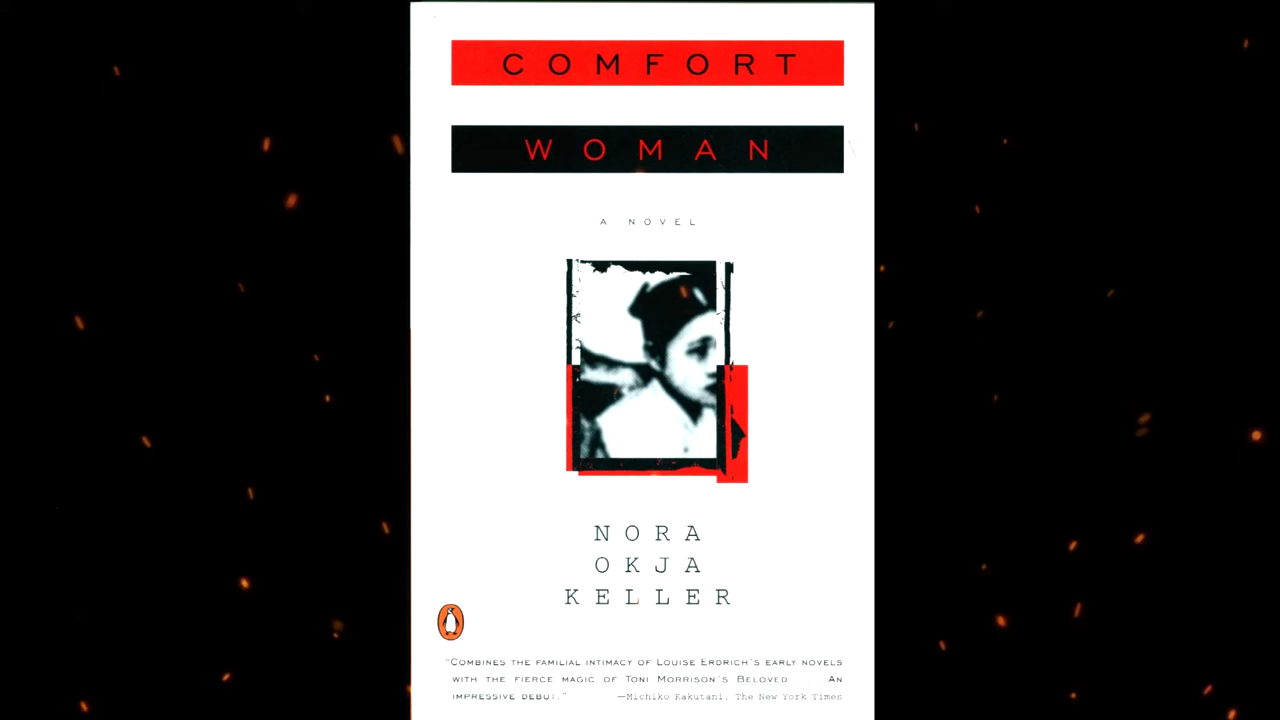 COMFORT
WOMAN
A NOVEL
NORA
OKJA
KELLER
"COMBINES THE FAMILIAL INTIMACY OF LOUISE ERDRICH'S EARLY NOVELS
WITH THE FIERCE MAGIC OF TONI MORRISON'S BELOVED AN
IMPRESSIVE DEBUT." —MICHIKO KAKUTANI, THE NEW YORK TIMES